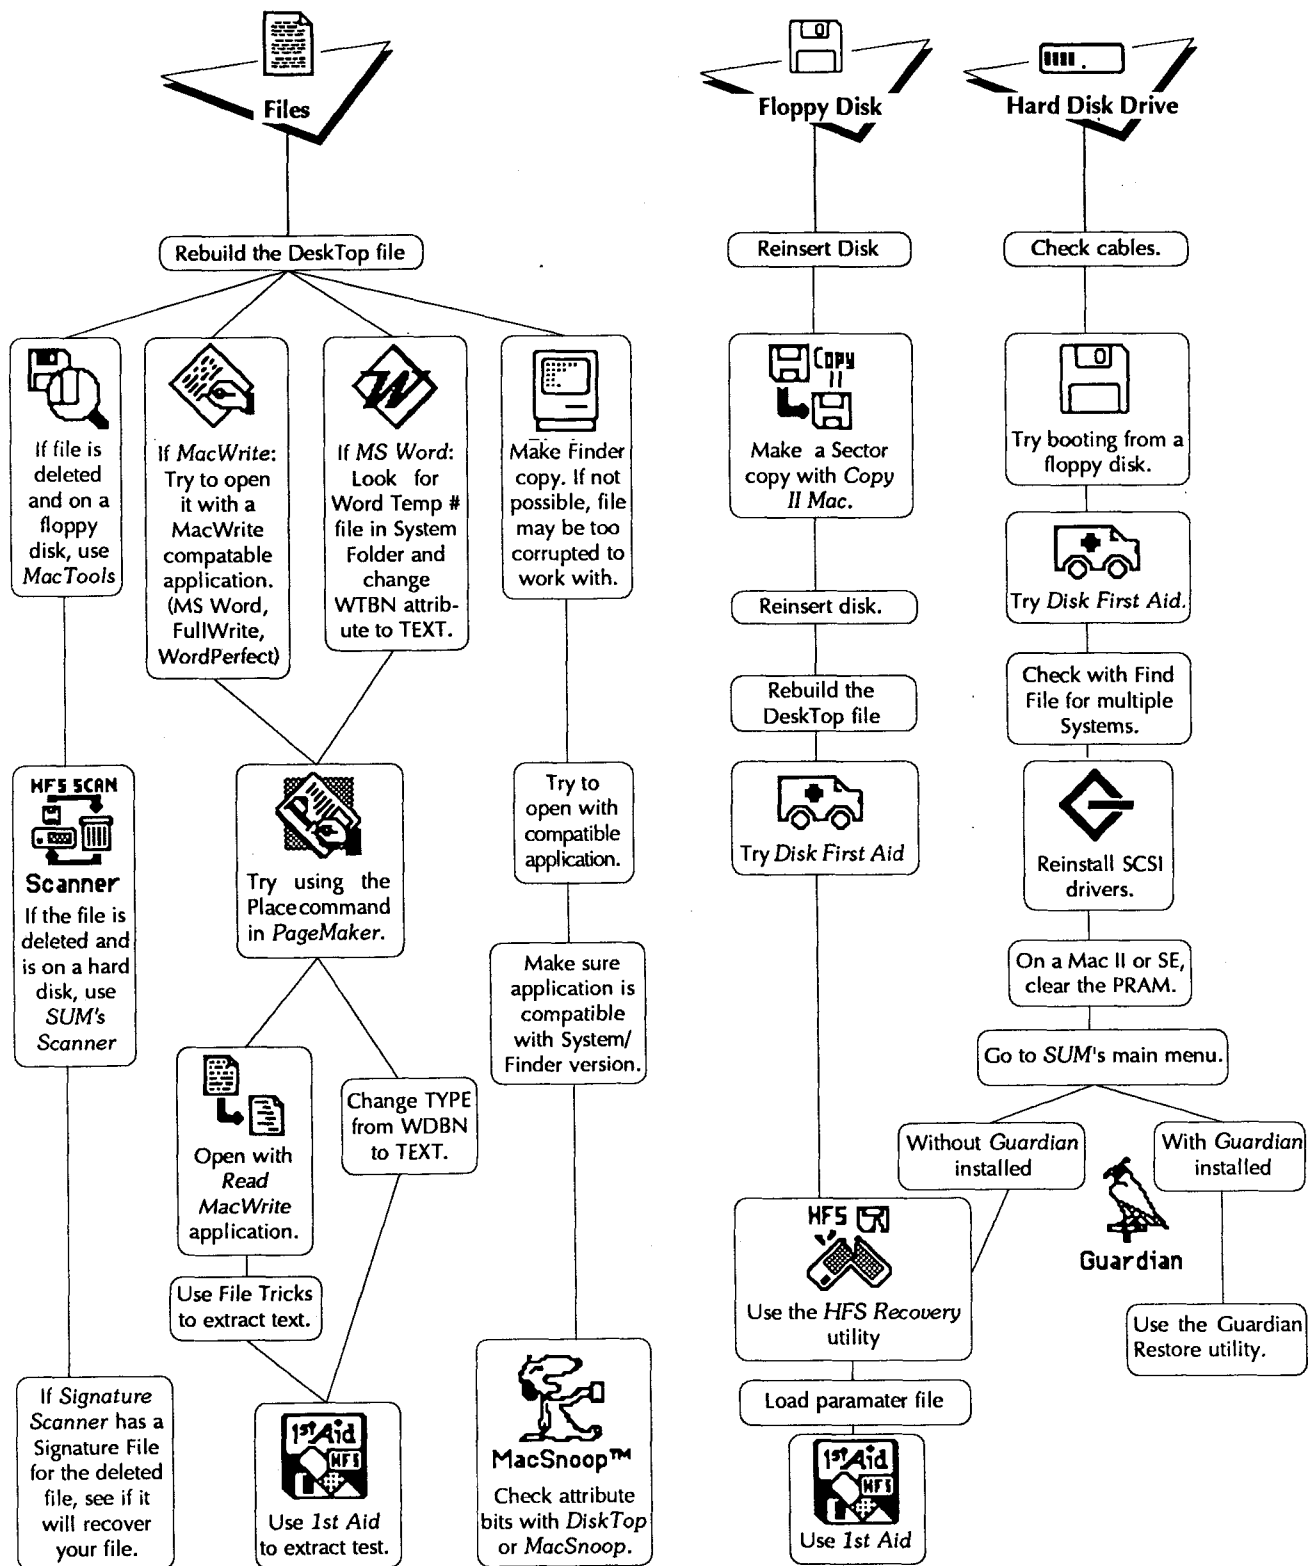 Files
Rebuild the DeskTop file
If file is
deleted
and on a
floppy
disk, use
MacTools
If MacWrite:
Try to open
it with a
MacWrite
compatable
application.
(MS Word,
FullWrite,
WordPerfect)
If MS Word:
Look for
Word Temp #
file in System
Folder and
change
WTBN attrib-
ute to TEXT.
Make Finder
copy. If not
possible, file
may be too
corrupted to
work with.
HFS SCAN
Scanner
If the file is
deleted and
is on a hard
disk, use
SUM's
Scanner
Try using the
Place command
in PageMaker.
Try to
open with
compatible
application.
Make sure
application is
compatible
with System/
Finder version.
Open with
Read
MacWrite
application.
Change TYPE
from WDBN
to TEXT.
Use File Tricks
to extract text.
If Signature
Scanner has a
Signature File
for the deleted
file, see if it
will recover
your file.
1st Aid
HFS
Use 1st Aid
to extract test.
MacSnoop™
Check attribute
bits with DiskTop
or MacSnoop.
Floppy Disk
Reinsert Disk
Copy
II
Make a Sector
copy with Copy
II Mac.
Reinsert disk.
Rebuild the
DeskTop file
Try Disk First Aid
HFS
Use the HFS Recovery
utility
Load paramater file
1st Aid
HFS
Use 1st Aid
Hard Disk Drive
Check cables.
Try booting from a
floppy disk.
Try Disk First Aid.
Check with Find
File for multiple
Systems.
Reinstall SCSI
drivers.
On a Mac II or SE,
clear the PRAM.
Go to SUM's main menu.
Without Guardian
installed
With Guardian
installed
Guardian
Use the Guardian
Restore utility.